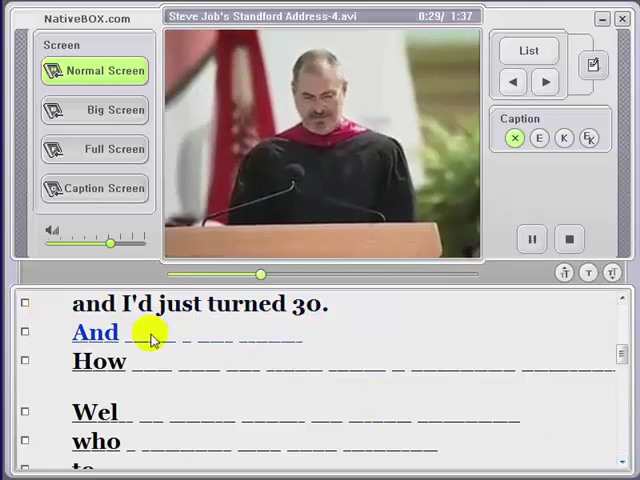 NativeBOX.com
Steve Job's Standford Address-4.avi 0:29/ 1:37
Screen
Normal Screen
Big Screen
Full Screen
Caption Screen
List
Caption
E K EK
T T T
and I'd just turned 30.
And
How
Wel
who
to